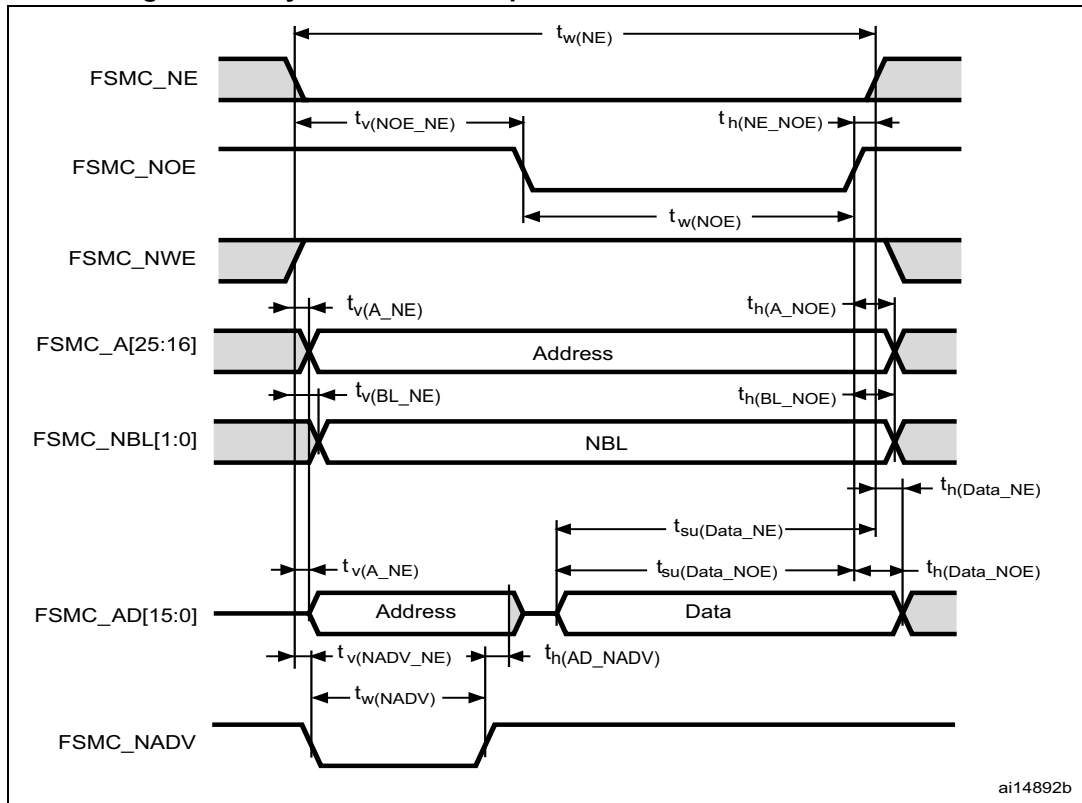 tw(NE)
FSMC_NE
tv(NOE_NE)
th(NE_NOE)
FSMC_NOE
tw(NOE)
FSMC_NWE
tv(A_NE)
th(A_NOE)
FSMC_A[25:16]
Address
tv(BL_NE)
th(BL_NOE)
FSMC_NBL[1:0]
NBL
th(Data_NE)
tsu(Data_NE)
tv(A_NE)
tsu(Data_NOE)
th(Data_NOE)
FSMC_AD[15:0]
Address
Data
tv(NADV_NE)
th(AD_NADV)
tw(NADV)
FSMC_NADV
ai14892b